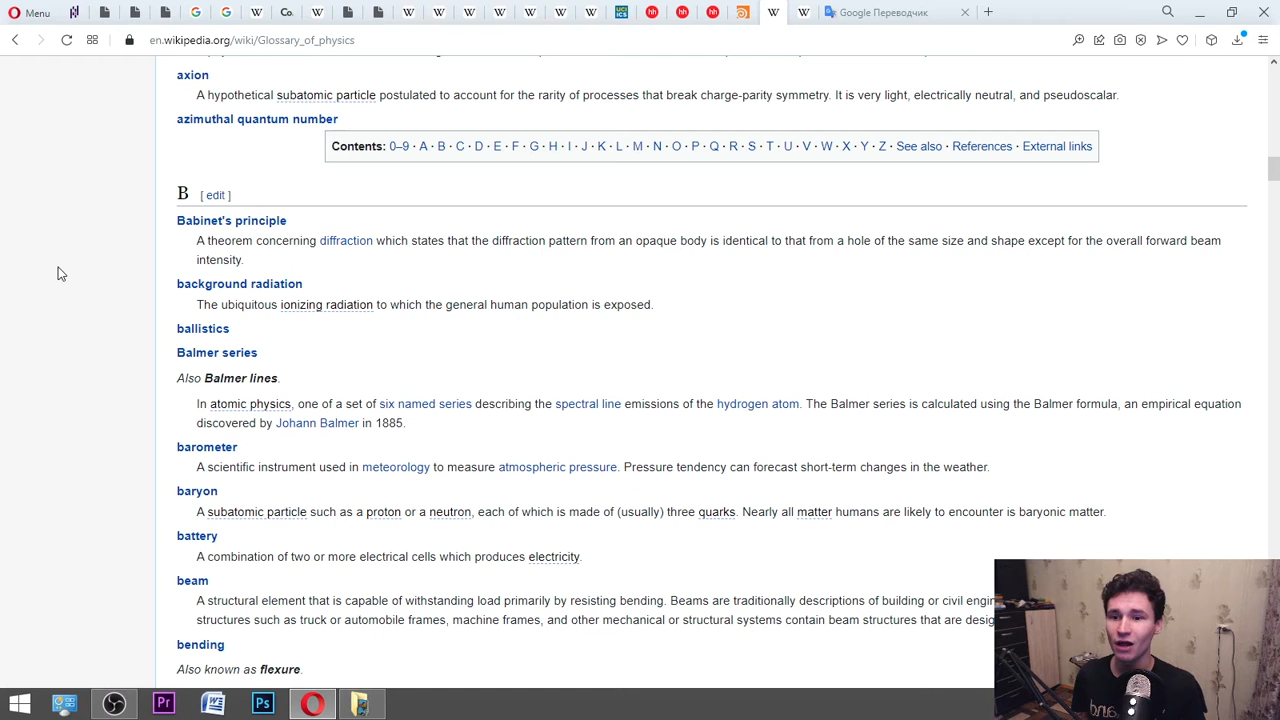 Menu
Co.
UCI ICS
hh
hh
hh
Google Переводчик
en.wikipedia.org/wiki/Glossary_of_physics
axion
A hypothetical subatomic particle postulated to account for the rarity of processes that break charge-parity symmetry. It is very light, electrically neutral, and pseudoscalar.
azimuthal quantum number
Contents: 0–9 · A · B · C · D · E · F · G · H · I · J · K · L · M · N · O · P · Q · R · S · T · U · V · W · X · Y · Z · See also · References · External links
B [ edit ]
Babinet's principle
A theorem concerning diffraction which states that the diffraction pattern from an opaque body is identical to that from a hole of the same size and shape except for the overall forward beam
intensity.
background radiation
The ubiquitous ionizing radiation to which the general human population is exposed.
ballistics
Balmer series
Also Balmer lines.
In atomic physics, one of a set of six named series describing the spectral line emissions of the hydrogen atom. The Balmer series is calculated using the Balmer formula, an empirical equation
discovered by Johann Balmer in 1885.
barometer
A scientific instrument used in meteorology to measure atmospheric pressure. Pressure tendency can forecast short-term changes in the weather.
baryon
A subatomic particle such as a proton or a neutron, each of which is made of (usually) three quarks. Nearly all matter humans are likely to encounter is baryonic matter.
battery
A combination of two or more electrical cells which produces electricity.
beam
A structural element that is capable of withstanding load primarily by resisting bending. Beams are traditionally descriptions of building or civil engin
structures such as truck or automobile frames, machine frames, and other mechanical or structural systems contain beam structures that are desig
bending
Also known as flexure.
Pr
Ps
and